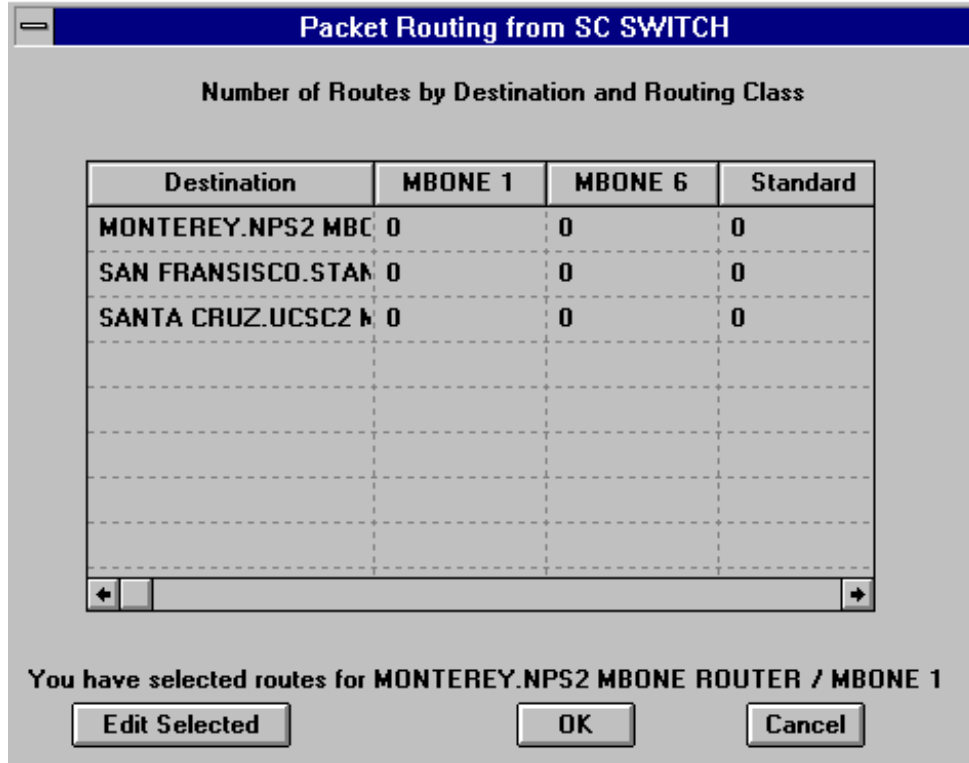 Packet Routing from SC SWITCH
Number of Routes by Destination and Routing Class
Destination MBONE 1 MBONE 6 Standard
MONTEREY.NPS2 MBC 0 0 0
SAN FRANSISCO.STAN 0 0 0
SANTA CRUZ.UCSC2 M 0 0 0
You have selected routes for MONTEREY.NPS2 MBONE ROUTER / MBONE 1
Edit Selected OK Cancel